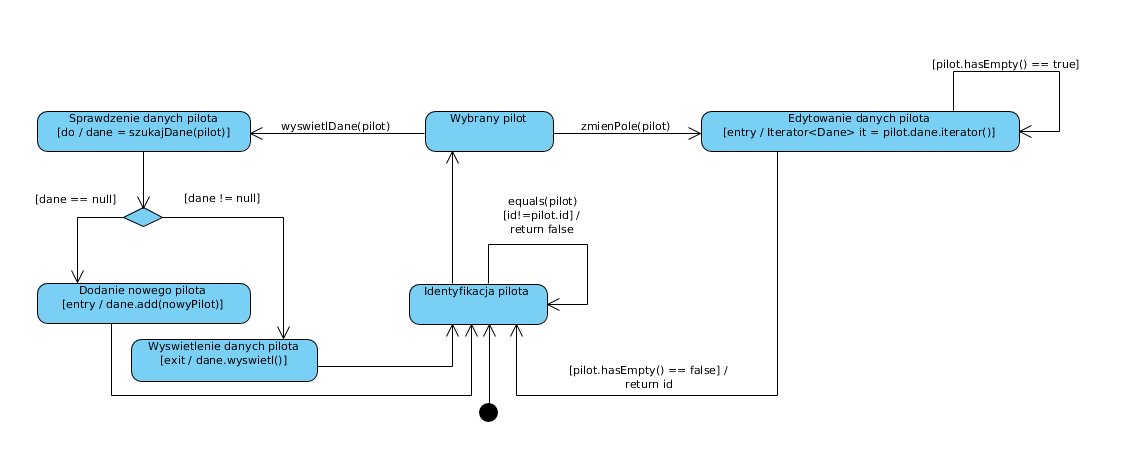 [pilot.hasEmpty() == true]
Sprawdzenie danych pilota
[do / dane = szukajDane(pilot)]
wyswietlDane(pilot)
Wybrany pilot
zmienPole(pilot)
Edytowanie danych pilota
[entry / Iterator<Dane> it = pilot.dane.iterator()]
[dane == null]
[dane != null]
equals(pilot)
[id!=pilot.id] /
return false
Dodanie nowego pilota
[entry / dane.add(nowyPilot)]
Identyfikacja pilota
Wyswietlenie danych pilota
[exit / dane.wyswietl()]
[pilot.hasEmpty() == false] /
return id